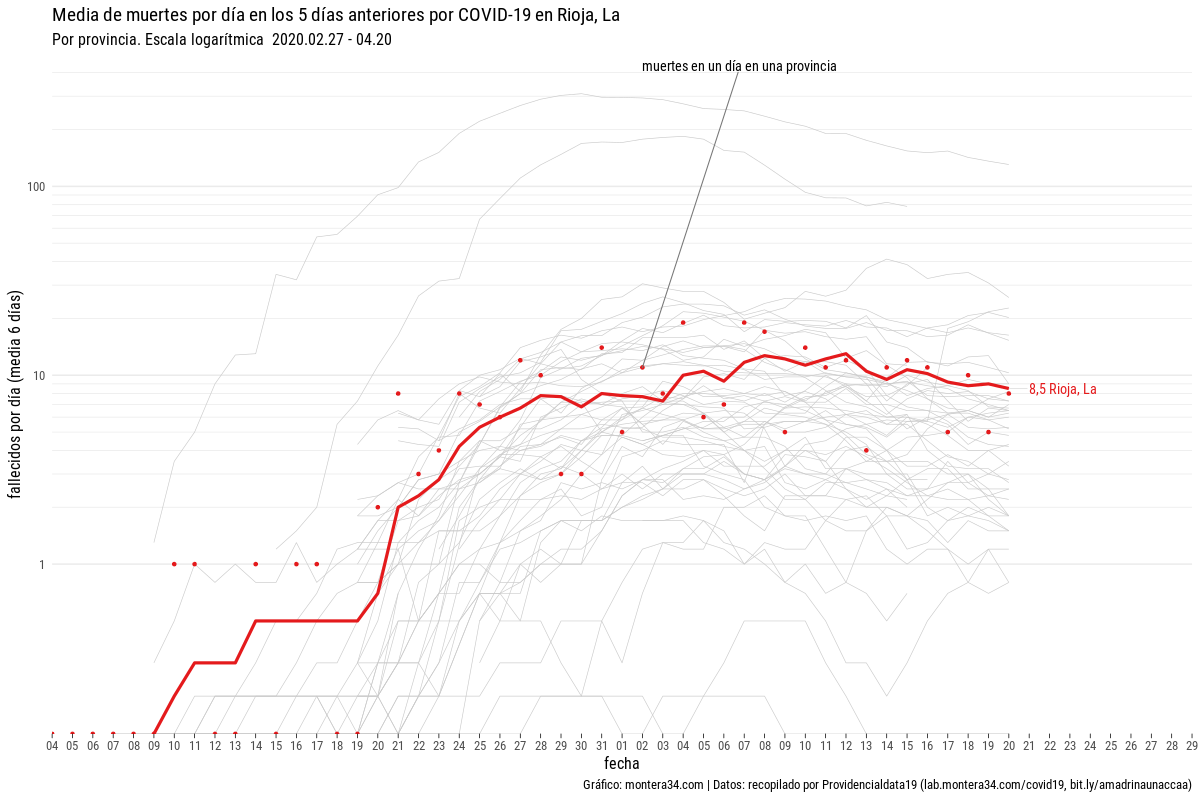 Media de muertes por día en los 5 días anteriores por COVID-19 en Rioja, La
Por provincia. Escala logarítmica  2020.02.27 - 04.20
muertes en un día en una provincia
100
10
1
fallecidos por día (media 6 días)
8,5 Rioja, La
04 05 06 07 08 09 10 11 12 13 14 15 16 17 18 19 20 21 22 23 24 25 26 27 28 29 30 31 01 02 03 04 05 06 07 08 09 10 11 12 13 14 15 16 17 18 19 20 21 22 23 24 25 26 27 28 29
fecha
Gráfico: montera34.com | Datos: recopilado por Providencialdata19 (lab.montera34.com/covid19, bit.ly/amadrinaunaccaa)